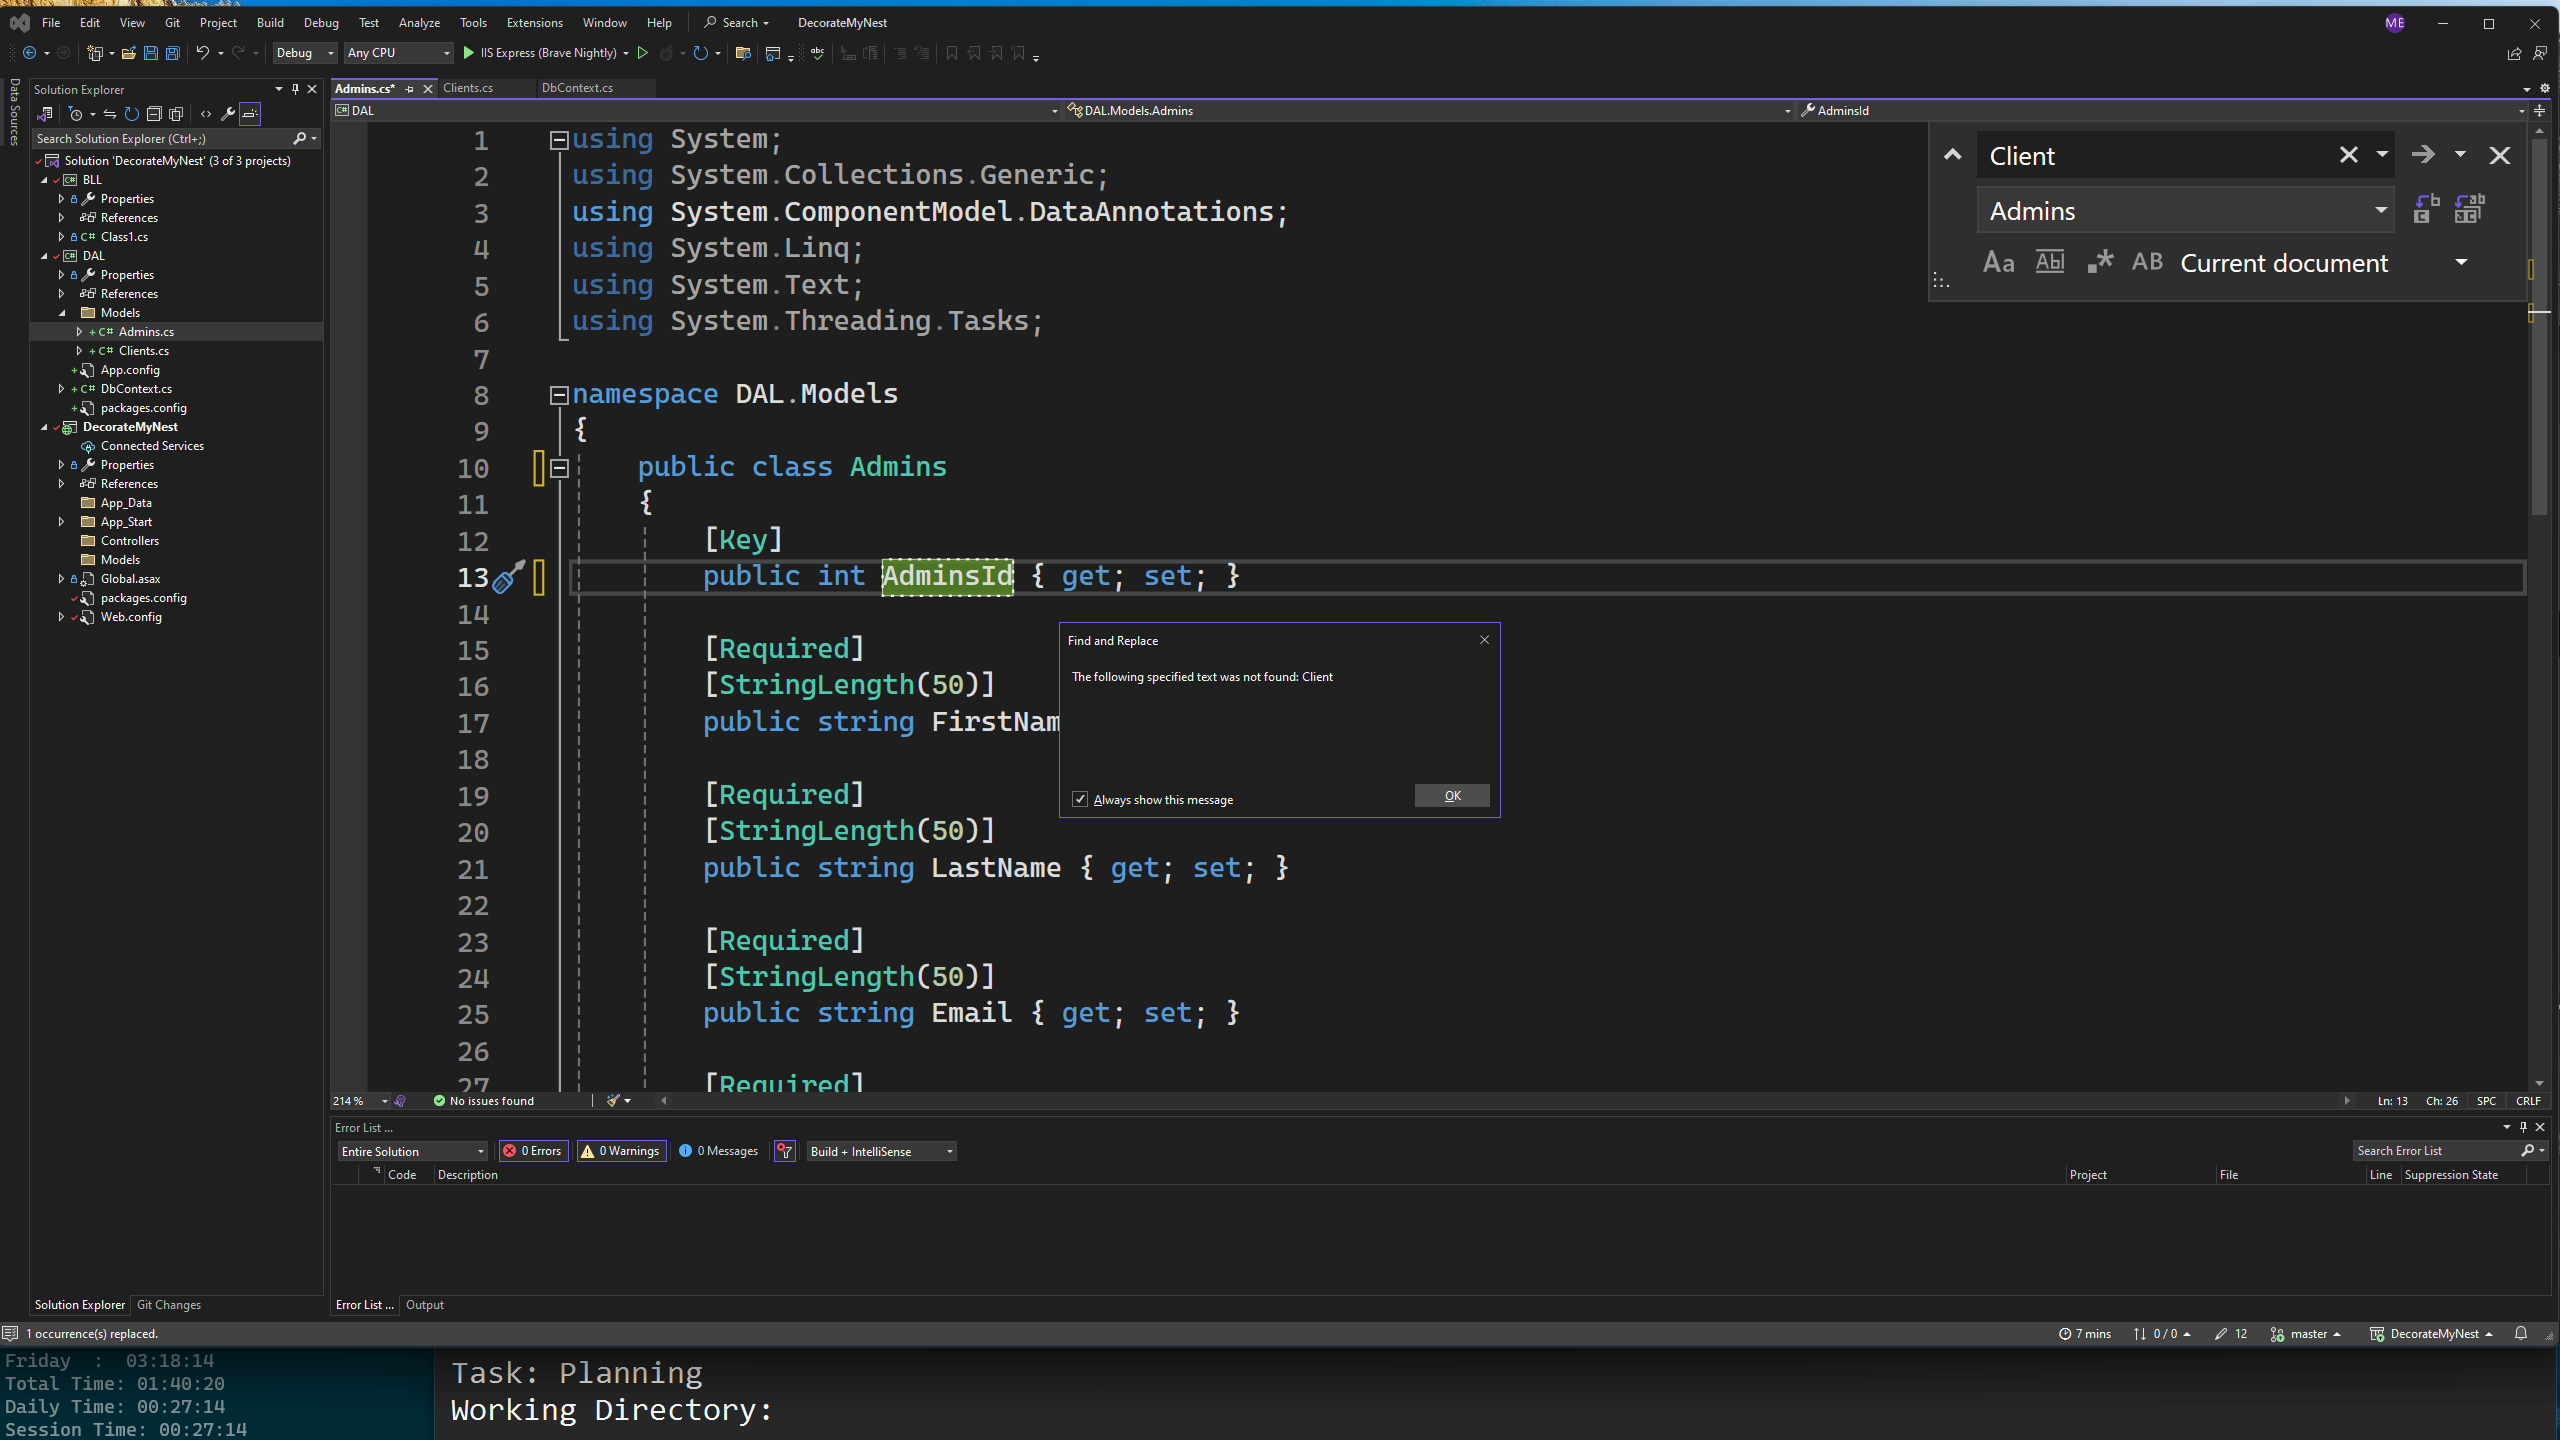 File Edit View Git Project Build Debug Test Analyze Tools Extensions Window Help Search DecorateMyNest ME
Debug Any CPU IIS Express (Brave Nightly)
Data Sources
Solution Explorer
Search Solution Explorer (Ctrl+;)
Solution 'DecorateMyNest' (3 of 3 projects)
BLL
Properties
References
C# Class1.cs
DAL
Properties
References
Models
C# Admins.cs
C# Clients.cs
App.config
C# DbContext.cs
packages.config
DecorateMyNest
Connected Services
Properties
References
App_Data
App_Start
Controllers
Models
Global.asax
packages.config
Web.config
Solution Explorer Git Changes
Admins.cs* Clients.cs DbContext.cs
DAL DAL.Models.Admins AdminsId
1 using System;
2 using System.Collections.Generic;
3 using System.ComponentModel.DataAnnotations;
4 using System.Linq;
5 using System.Text;
6 using System.Threading.Tasks;
7
8 namespace DAL.Models
9 {
10 public class Admins
11 {
12 [Key]
13 public int AdminsId { get; set; }
14
15 [Required]
16 [StringLength(50)]
17 public string FirstNam
18
19 [Required]
20 [StringLength(50)]
21 public string LastName { get; set; }
22
23 [Required]
24 [StringLength(50)]
25 public string Email { get; set; }
26
27 [Required]
Client
Admins
Aa Abl .* AB Current document
Find and Replace
The following specified text was not found: Client
Always show this message OK
214 % No issues found Ln: 13 Ch: 26 SPC CRLF
Error List ...
Entire Solution 0 Errors 0 Warnings 0 Messages Build + IntelliSense Search Error List
Code Description Project File Line Suppression State
Error List ... Output
1 occurrence(s) replaced. 7 mins 0 / 0 12 master DecorateMyNest
Friday : 03:18:14
Total Time: 01:40:20
Daily Time: 00:27:14
Session Time: 00:27:14
Task: Planning
Working Directory: